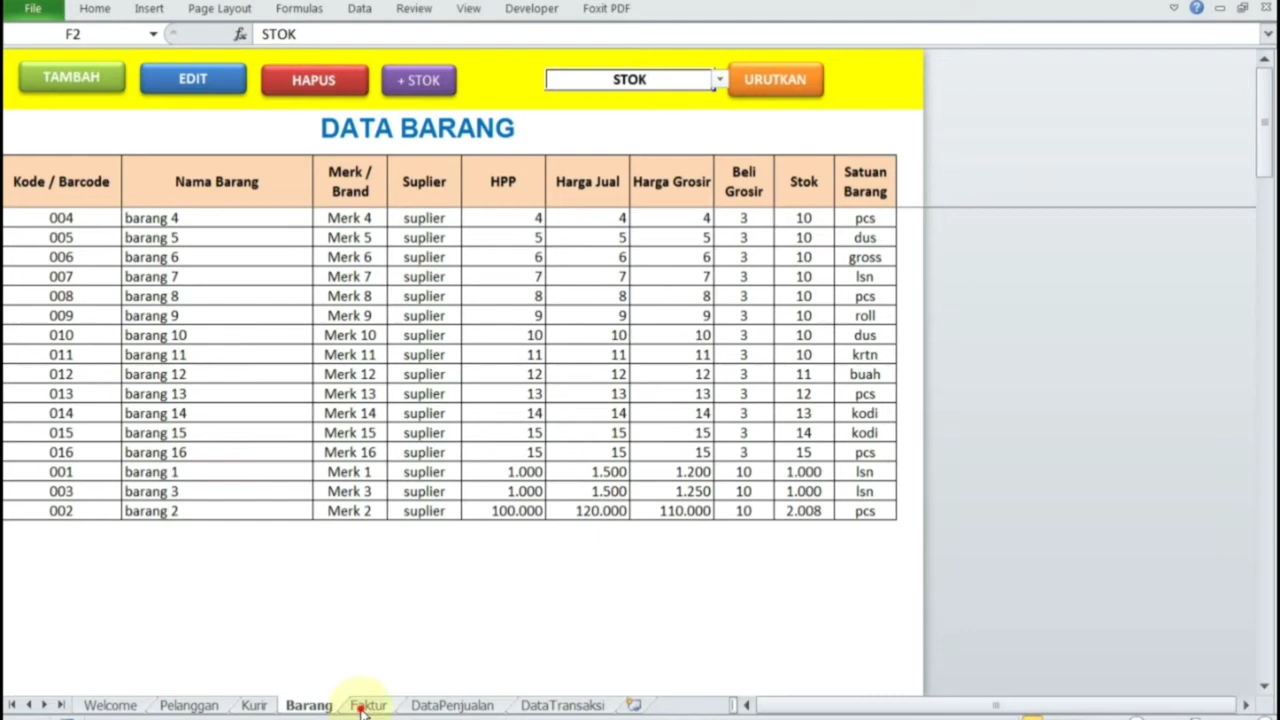 File Home Insert Page Layout Formulas Data Review View Developer Foxit PDF
F2 fx STOK
TAMBAH EDIT HAPUS + STOK STOK URUTKAN
DATA BARANG
Kode / Barcode Nama Barang Merk / Brand Suplier HPP Harga Jual Harga Grosir Beli Grosir Stok Satuan Barang
004 barang 4 Merk 4 suplier 4 4 4 3 10 pcs
005 barang 5 Merk 5 suplier 5 5 5 3 10 dus
006 barang 6 Merk 6 suplier 6 6 6 3 10 gross
007 barang 7 Merk 7 suplier 7 7 7 3 10 lsn
008 barang 8 Merk 8 suplier 8 8 8 3 10 pcs
009 barang 9 Merk 9 suplier 9 9 9 3 10 roll
010 barang 10 Merk 10 suplier 10 10 10 3 10 dus
011 barang 11 Merk 11 suplier 11 11 11 3 10 krtn
012 barang 12 Merk 12 suplier 12 12 12 3 11 buah
013 barang 13 Merk 13 suplier 13 13 13 3 12 pcs
014 barang 14 Merk 14 suplier 14 14 14 3 13 kodi
015 barang 15 Merk 15 suplier 15 15 15 3 14 kodi
016 barang 16 Merk 16 suplier 15 15 15 3 15 pcs
001 barang 1 Merk 1 suplier 1.000 1.500 1.200 10 1.000 lsn
003 barang 3 Merk 3 suplier 1.000 1.500 1.250 10 1.000 lsn
002 barang 2 Merk 2 suplier 100.000 120.000 110.000 10 2.008 pcs
Welcome Pelanggan Kurir Barang Faktur DataPenjualan DataTransaksi